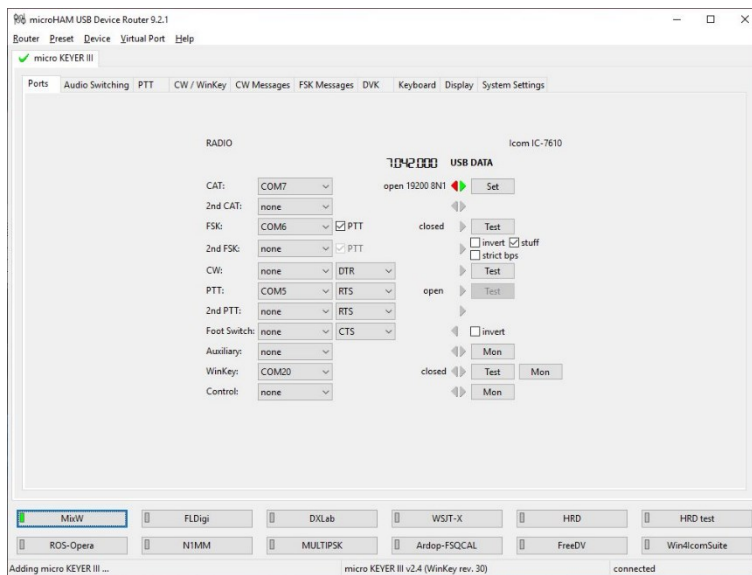 microHAM USB Device Router 9.2.1
Router Preset Device Virtual Port Help
micro KEYER III
Ports Audio Switching PTT CW / WinKey CW Messages FSK Messages DVK Keyboard Display System Settings
RADIO Icom IC-7610
7.042.000 USB DATA
CAT: COM7 open 19200 8N1 Set
2nd CAT: none
FSK: COM6 PTT closed Test
2nd FSK: none PTT invert stuff
strict bps
CW: none DTR Test
PTT: COM5 RTS open Test
2nd PTT: none RTS
Foot Switch: none CTS invert
Auxiliary: none Mon
WinKey: COM20 closed Test Mon
Control: none Mon
MixW FLDigi DXLab WSJT-X HRD HRD test
ROS-Opera N1MM MULTIPSK Ardop-FSQCAL FreeDV Win4IcomSuite
Adding micro KEYER III ... micro KEYER III v2.4 (WinKey rev. 30) connected